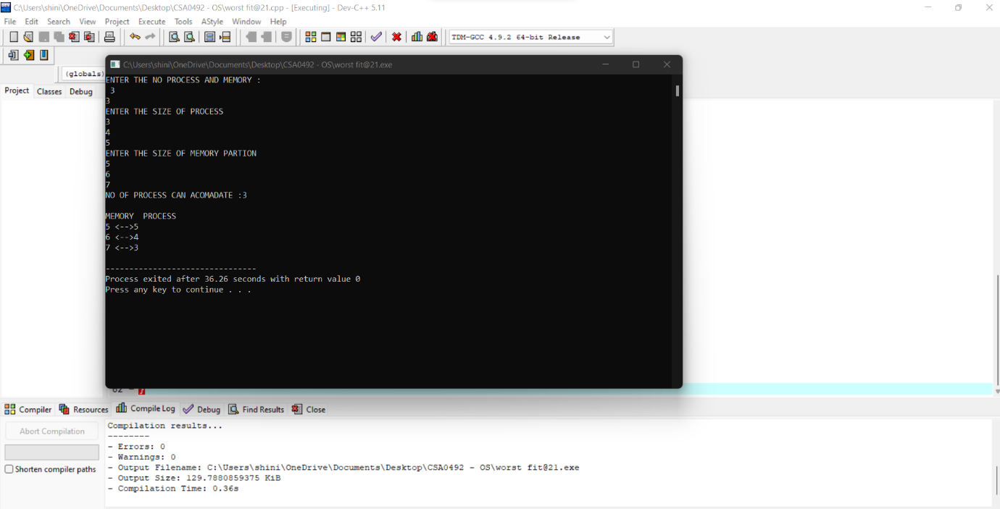 C:\Users\shini\OneDrive\Documents\Desktop\CSA0492 - OS\worst fit@21.cpp - [Executing] - Dev-C++ 5.11
File Edit Search View Project Execute Tools AStyle Window Help
TDM-GCC 4.9.2 64-bit Release
(globals)
Project Classes Debug
C:\Users\shini\OneDrive\Documents\Desktop\CSA0492 - OS\worst fit@21.exe
ENTER THE NO PROCESS AND MEMORY :
3
3
ENTER THE SIZE OF PROCESS
3
4
5
ENTER THE SIZE OF MEMORY PARTION
5
6
7
NO OF PROCESS CAN ACOMADATE :3
MEMORY PROCESS
5 <-->5
6 <-->4
7 <-->3
--------------------------------
Process exited after 36.26 seconds with return value 0
Press any key to continue . . .
62 }
Compiler Resources Compile Log Debug Find Results Close
Abort Compilation
Shorten compiler paths
Compilation results...
--------
- Errors: 0
- Warnings: 0
- Output Filename: C:\Users\shini\OneDrive\Documents\Desktop\CSA0492 - OS\worst fit@21.exe
- Output Size: 129.7880859375 KiB
- Compilation Time: 0.36s